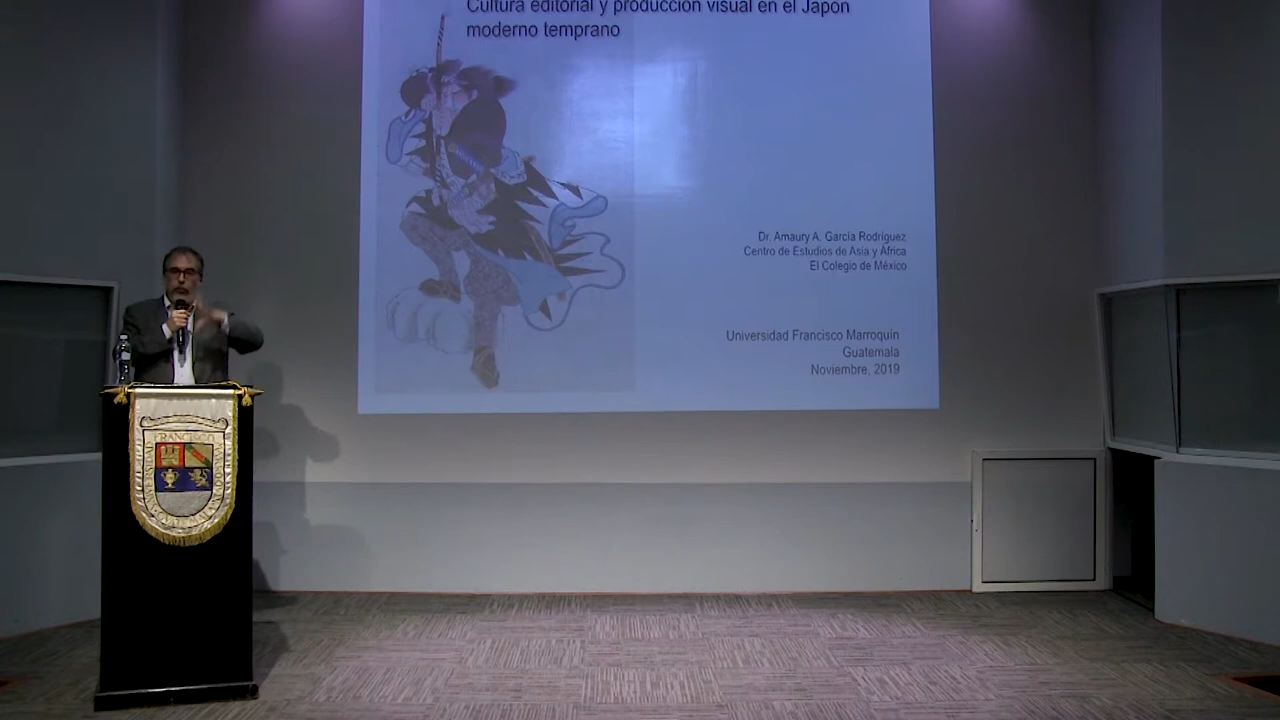 Cultura editorial y producción visual en el Japón
moderno temprano
Dr. Amaury A. García Rodríguez
Centro de Estudios de Asia y África
El Colegio de México
Universidad Francisco Marroquín
Guatemala
Noviembre, 2019
FRANCISCO